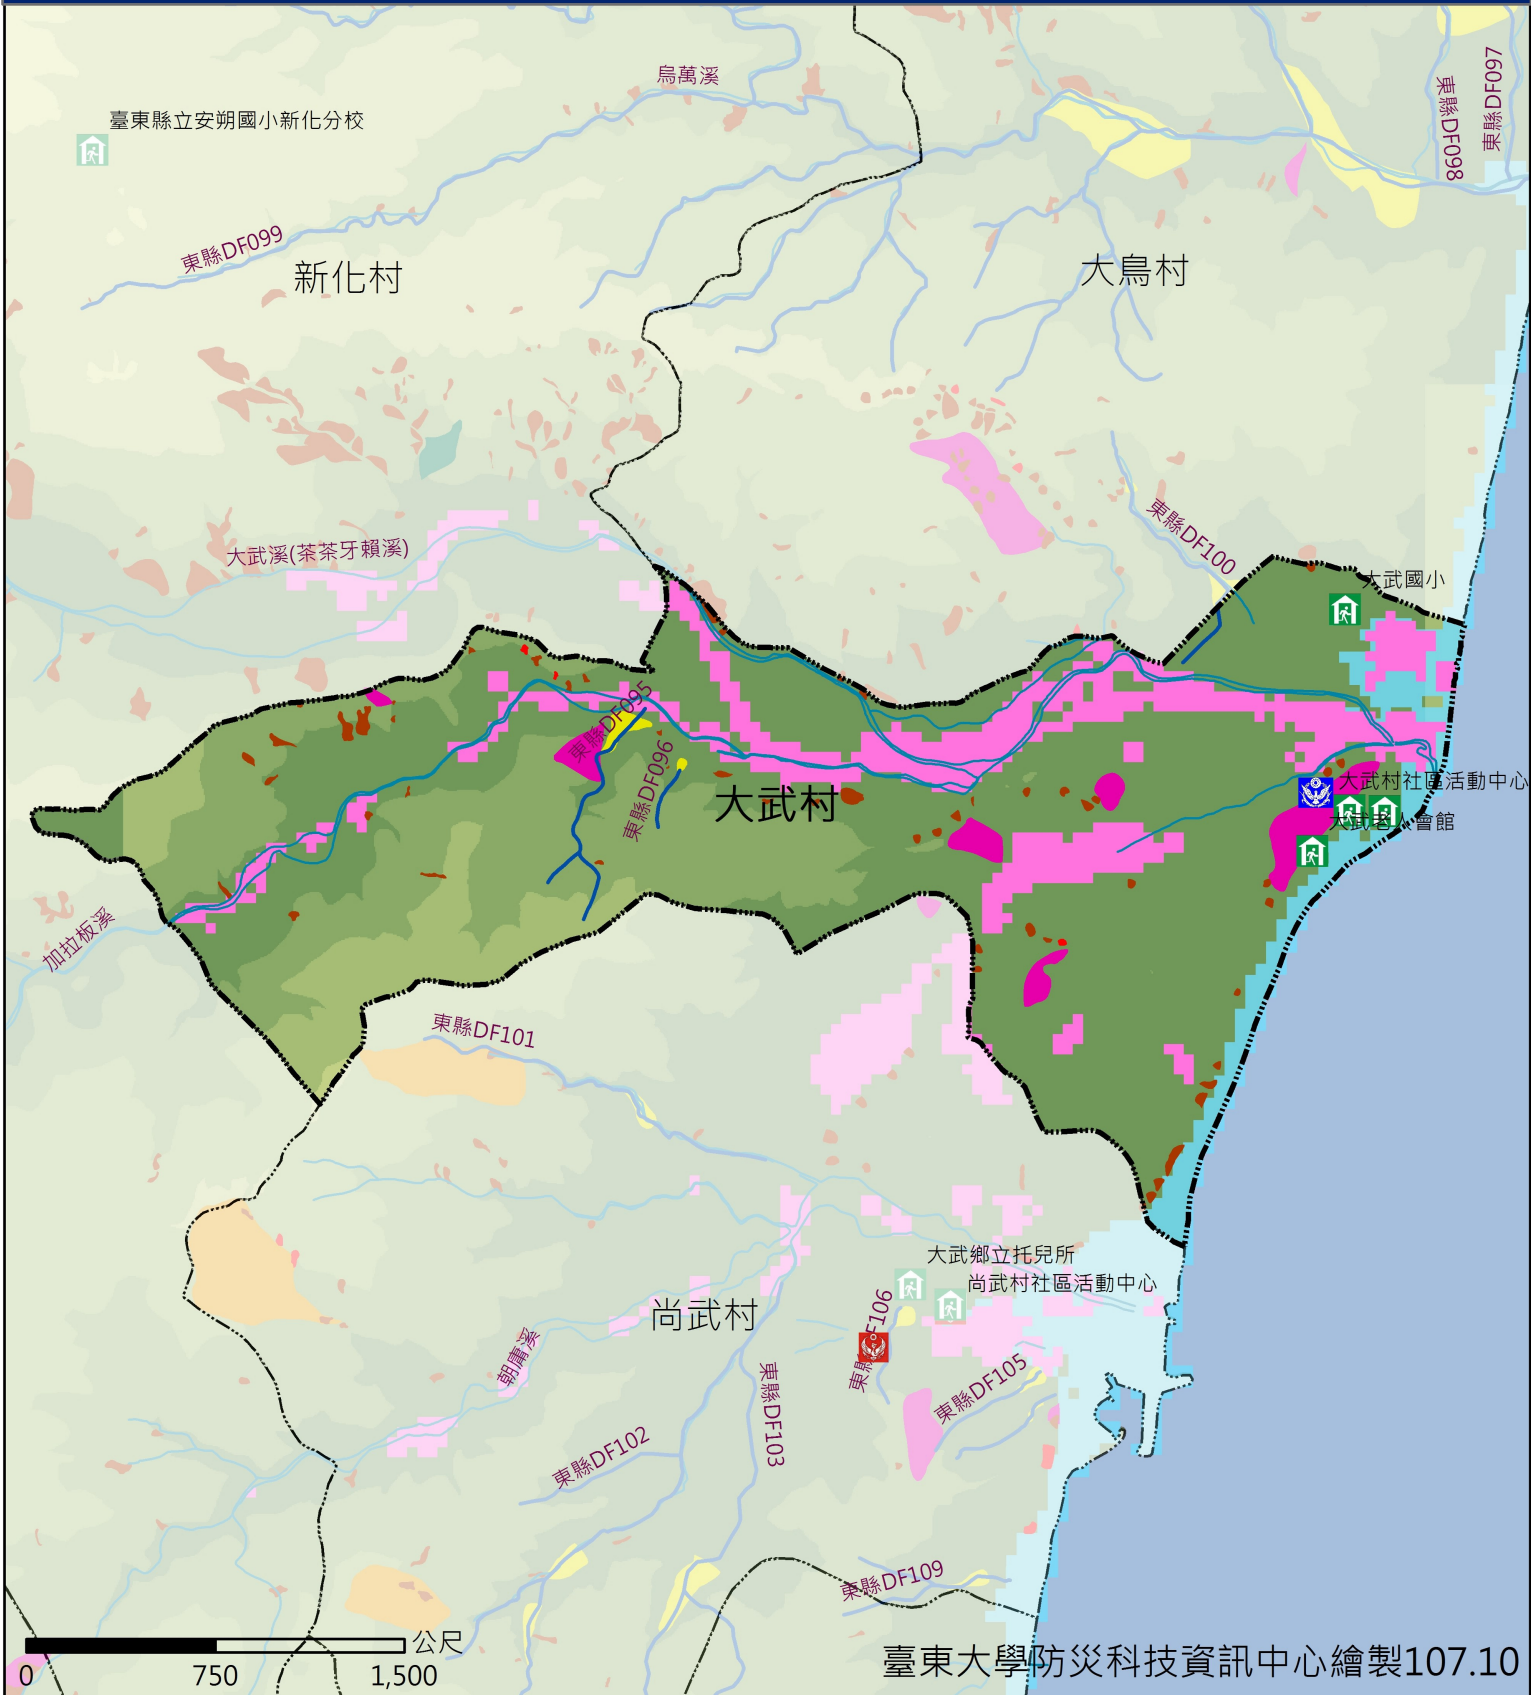 烏萬溪
東縣DF097
東縣DF098
臺東縣立安朔國小新化分校
東縣DF099
新化村
大鳥村
東縣DF100
大武溪(茶茶牙賴溪)
大武國小
東縣DF095
東縣DF096
大武村
大武村社區活動中心
大武老人會館
加拉板溪
東縣DF101
大武鄉立托兒所
尚武村社區活動中心
尚武村
F106
東縣
朝庸溪
東縣DF105
東縣DF103
東縣DF102
東縣DF109
公尺
0 750 1,500
臺東大學防災科技資訊中心繪製107.10